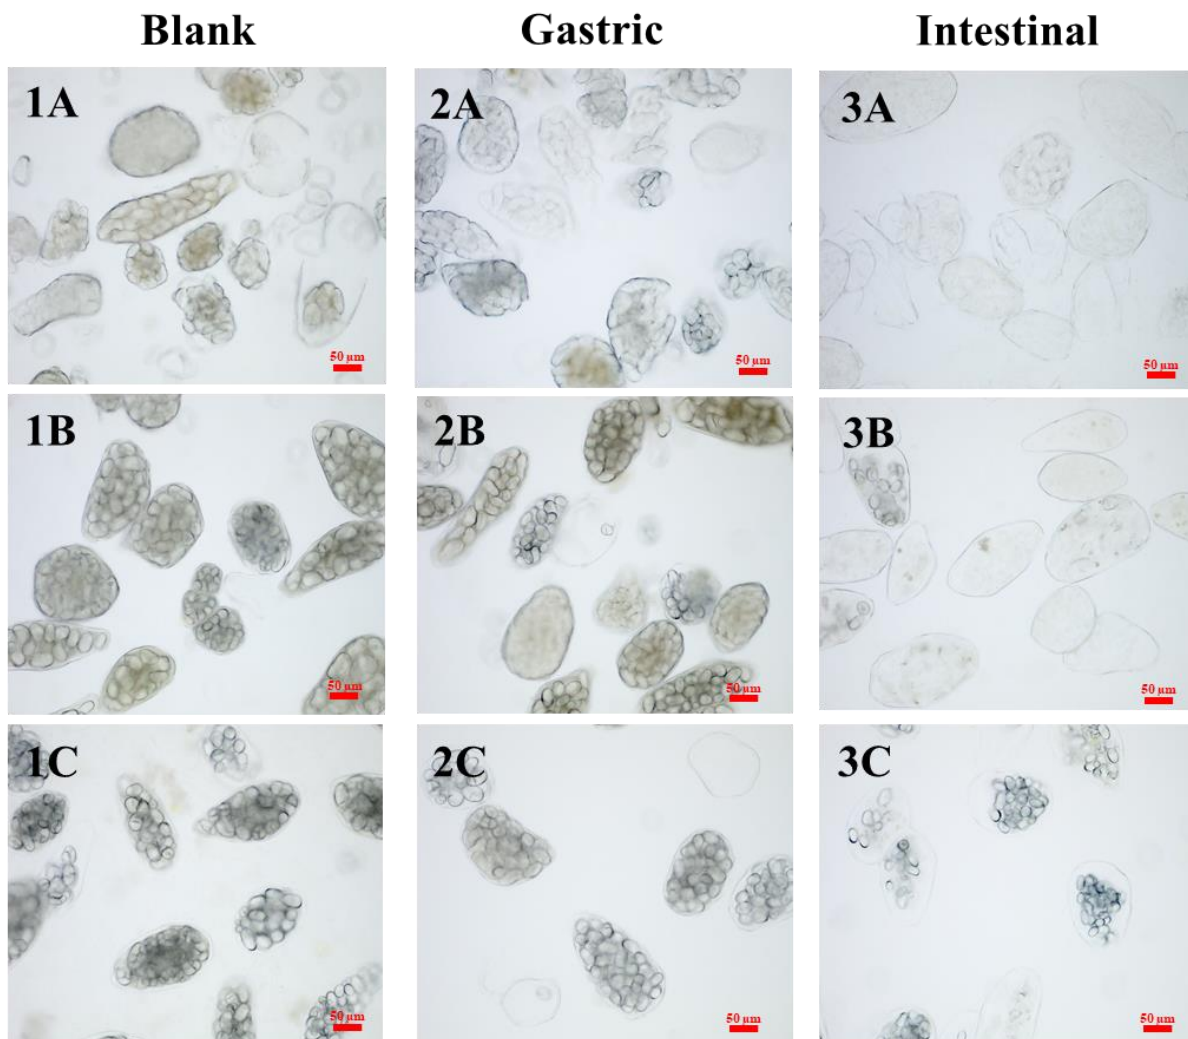 Blank Gastric Intestinal
1A 2A 3A
50 µm 50 µm 50 µm
1B 2B 3B
50 µm 50 µm 50 µm
1C 2C 3C
50 µm 50 µm 50 µm